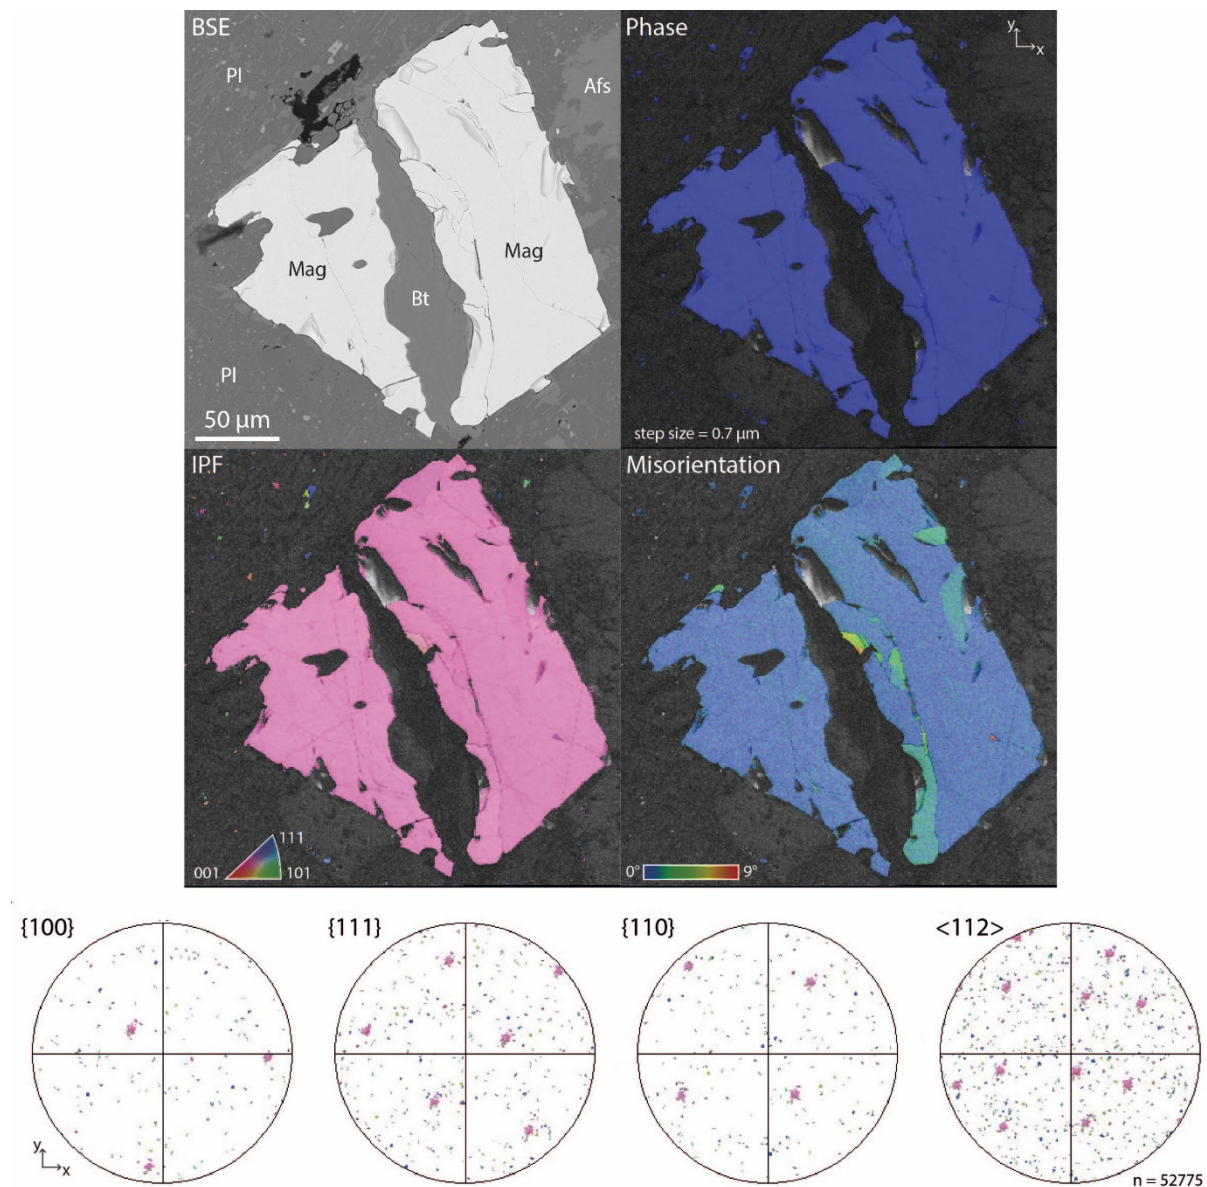 BSE
Pl
Afs
Mag
Mag
Bt
Pl
50 µm
Phase
y
x
step size = 0.7 µm
IPF
111
001
101
Misorientation
0°
9°
{100}
{111}
{110}
<112>
y
x
n = 52775